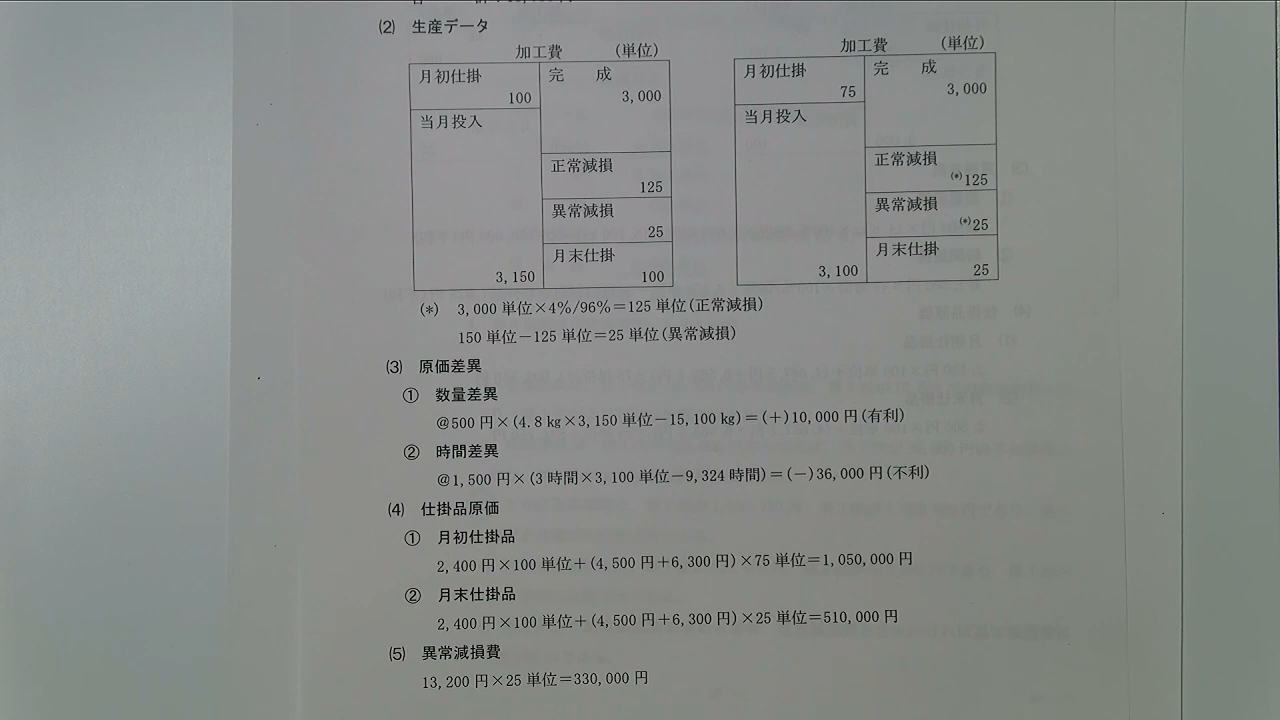 (2) 生産データ
加工費 (単位)
月初仕掛 100
完成 3,000
当月投入 3,150
正常減損 125
異常減損 25
月末仕掛 100
加工費 (単位)
月初仕掛 75
完成 3,000
当月投入 3,100
正常減損 (*)125
異常減損 (*)25
月末仕掛 25
(*) 3,000単位×4%/96%=125単位(正常減損)
150単位-125単位=25単位(異常減損)
(3) 原価差異
① 数量差異
@500円×(4.8kg×3,150単位-15,100kg)=(+)10,000円(有利)
② 時間差異
@1,500円×(3時間×3,100単位-9,324時間)=(-)36,000円(不利)
(4) 仕掛品原価
① 月初仕掛品
2,400円×100単位+(4,500円+6,300円)×75単位=1,050,000円
② 月末仕掛品
2,400円×100単位+(4,500円+6,300円)×25単位=510,000円
(5) 異常減損費
13,200円×25単位=330,000円